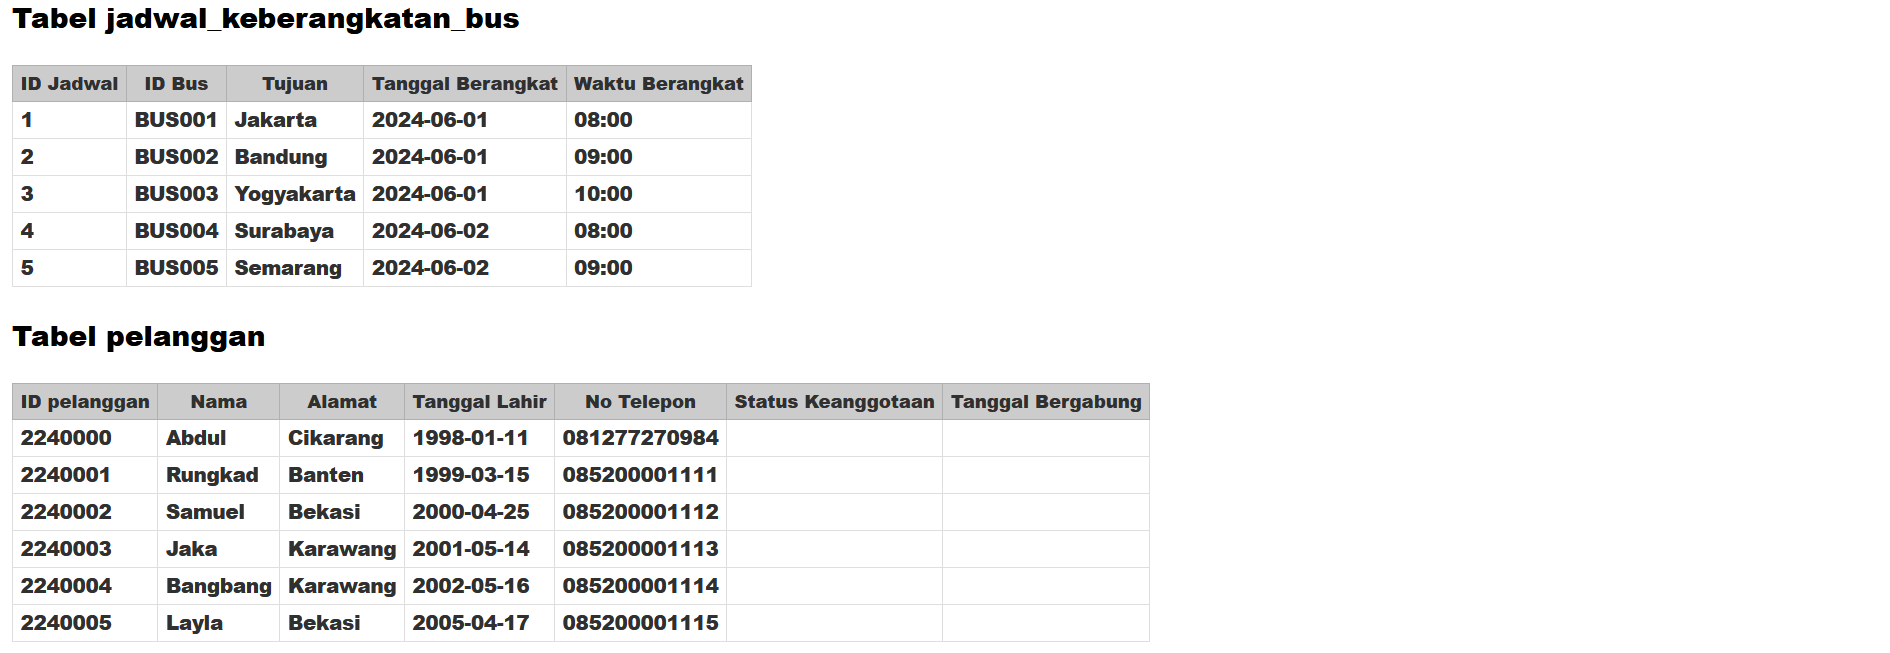 Tabel jadwal_keberangkatan_bus
ID Jadwal ID Bus Tujuan Tanggal Berangkat Waktu Berangkat
1 BUS001 Jakarta 2024-06-01 08:00
2 BUS002 Bandung 2024-06-01 09:00
3 BUS003 Yogyakarta 2024-06-01 10:00
4 BUS004 Surabaya 2024-06-02 08:00
5 BUS005 Semarang 2024-06-02 09:00
Tabel pelanggan
ID pelanggan Nama Alamat Tanggal Lahir No Telepon Status Keanggotaan Tanggal Bergabung
2240000 Abdul Cikarang 1998-01-11 081277270984
2240001 Rungkad Banten 1999-03-15 085200001111
2240002 Samuel Bekasi 2000-04-25 085200001112
2240003 Jaka Karawang 2001-05-14 085200001113
2240004 Bangbang Karawang 2002-05-16 085200001114
2240005 Layla Bekasi 2005-04-17 085200001115